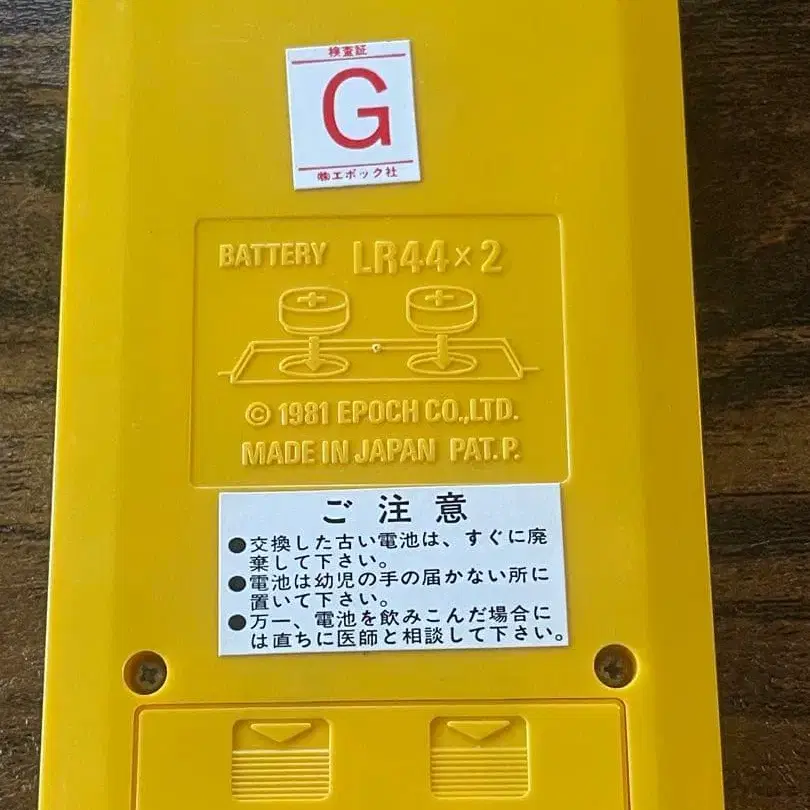 検査証
G
㈱エポック社
BATTERY LR44×2
© 1981 EPOCH CO.,LTD.
MADE IN JAPAN PAT.P.
ご注意
●交換した古い電池は、すぐに廃
棄して下さい。
●電池は幼児の手の届かない所に
置いて下さい。
●万一、電池を飲みこんだ場合に
は直ちに医師と相談して下さい。